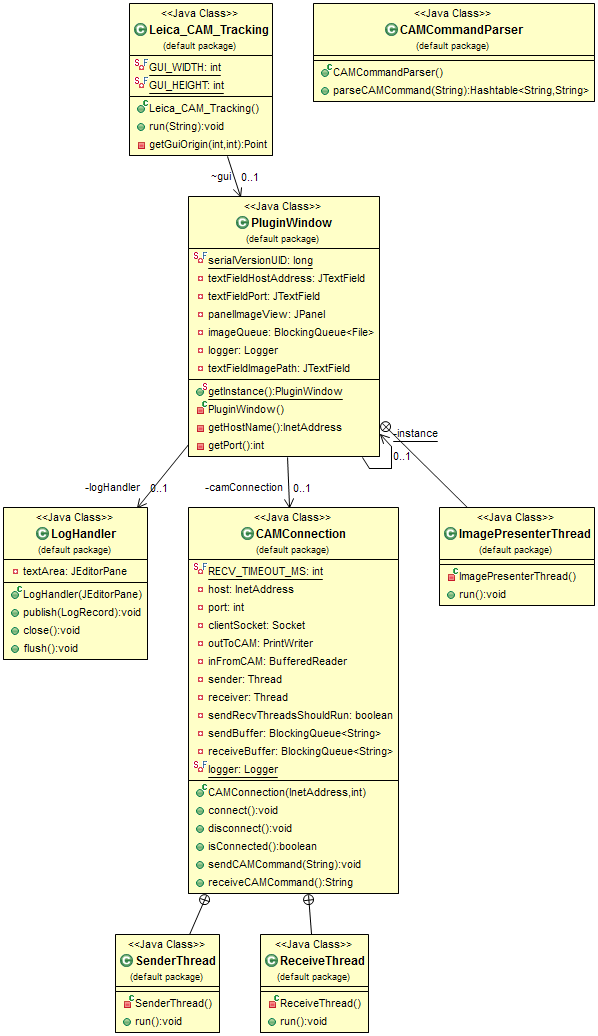 <<Java Class>>
Leica_CAM_Tracking
(default package)
GUI_WIDTH: int
GUI_HEIGHT: int
Leica_CAM_Tracking()
run(String):void
getGuiOrigin(int,int):Point
<<Java Class>>
CAMCommandParser
(default package)
CAMCommandParser()
parseCAMCommand(String):Hashtable<String,String>
~gui 0..1
<<Java Class>>
PluginWindow
(default package)
serialVersionUID: long
textFieldHostAddress: JTextField
textFieldPort: JTextField
panelImageView: JPanel
imageQueue: BlockingQueue<File>
logger: Logger
textFieldImagePath: JTextField
getInstance():PluginWindow
PluginWindow()
getHostName():InetAddress
getPort():int
-instance
0..1
-logHandler 0..1
-camConnection 0..1
<<Java Class>>
LogHandler
(default package)
textArea: JEditorPane
LogHandler(JEditorPane)
publish(LogRecord):void
close():void
flush():void
<<Java Class>>
CAMConnection
(default package)
RECV_TIMEOUT_MS: int
host: InetAddress
port: int
clientSocket: Socket
outToCAM: PrintWriter
inFromCAM: BufferedReader
sender: Thread
receiver: Thread
sendRecvThreadsShouldRun: boolean
sendBuffer: BlockingQueue<String>
receiveBuffer: BlockingQueue<String>
logger: Logger
CAMConnection(InetAddress,int)
connect():void
disconnect():void
isConnected():boolean
sendCAMCommand(String):void
receiveCAMCommand():String
<<Java Class>>
ImagePresenterThread
(default package)
ImagePresenterThread()
run():void
<<Java Class>>
SenderThread
(default package)
SenderThread()
run():void
<<Java Class>>
ReceiveThread
(default package)
ReceiveThread()
run():void